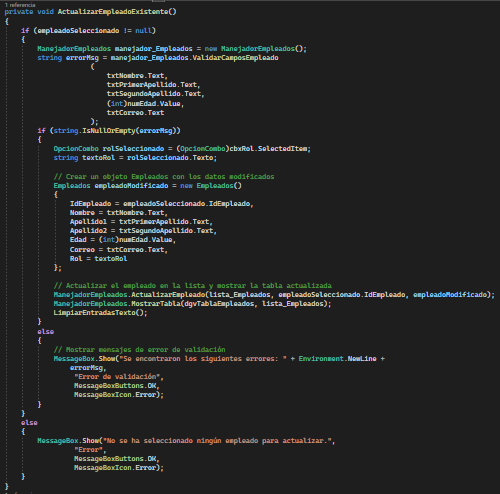 1 referencia
private void ActualizarEmpleadoExistente()
{
if (empleadoSeleccionado != null)
{
ManejadorEmpleados manejador_Empleados = new ManejadorEmpleados();
string errorMsg = manejador_Empleados.ValidarCamposEmpleado
(
txtNombre.Text,
txtPrimerApellido.Text,
txtSegundoApellido.Text,
(int)numEdad.Value,
txtCorreo.Text
);
if (string.IsNullOrEmpty(errorMsg))
{
OpcionCombo rolSeleccionado = (OpcionCombo)cbxRol.SelectedItem;
string textoRol = rolSeleccionado.Texto;
// Crear un objeto Empleados con los datos modificados
Empleados empleadoModificado = new Empleados()
{
IdEmpleado = empleadoSeleccionado.IdEmpleado,
Nombre = txtNombre.Text,
Apellido1 = txtPrimerApellido.Text,
Apellido2 = txtSegundoApellido.Text,
Edad = (int)numEdad.Value,
Correo = txtCorreo.Text,
Rol = textoRol
};
// Actualizar el empleado en la lista y mostrar la tabla actualizada
ManejadorEmpleados.ActualizarEmpleado(lista_Empleados, empleadoSeleccionado.IdEmpleado, empleadoModificado);
ManejadorEmpleados.MostrarTabla(dgvTablaEmpleados, lista_Empleados);
LimpiarEntradasTexto();
}
else
{
// Mostrar mensajes de error de validación
MessageBox.Show("Se encontraron los siguientes errores: " + Environment.NewLine +
errorMsg,
"Error de validación",
MessageBoxButtons.OK,
MessageBoxIcon.Error);
}
}
else
{
MessageBox.Show("No se ha seleccionado ningún empleado para actualizar.",
"Error",
MessageBoxButtons.OK,
MessageBoxIcon.Error);
}
}